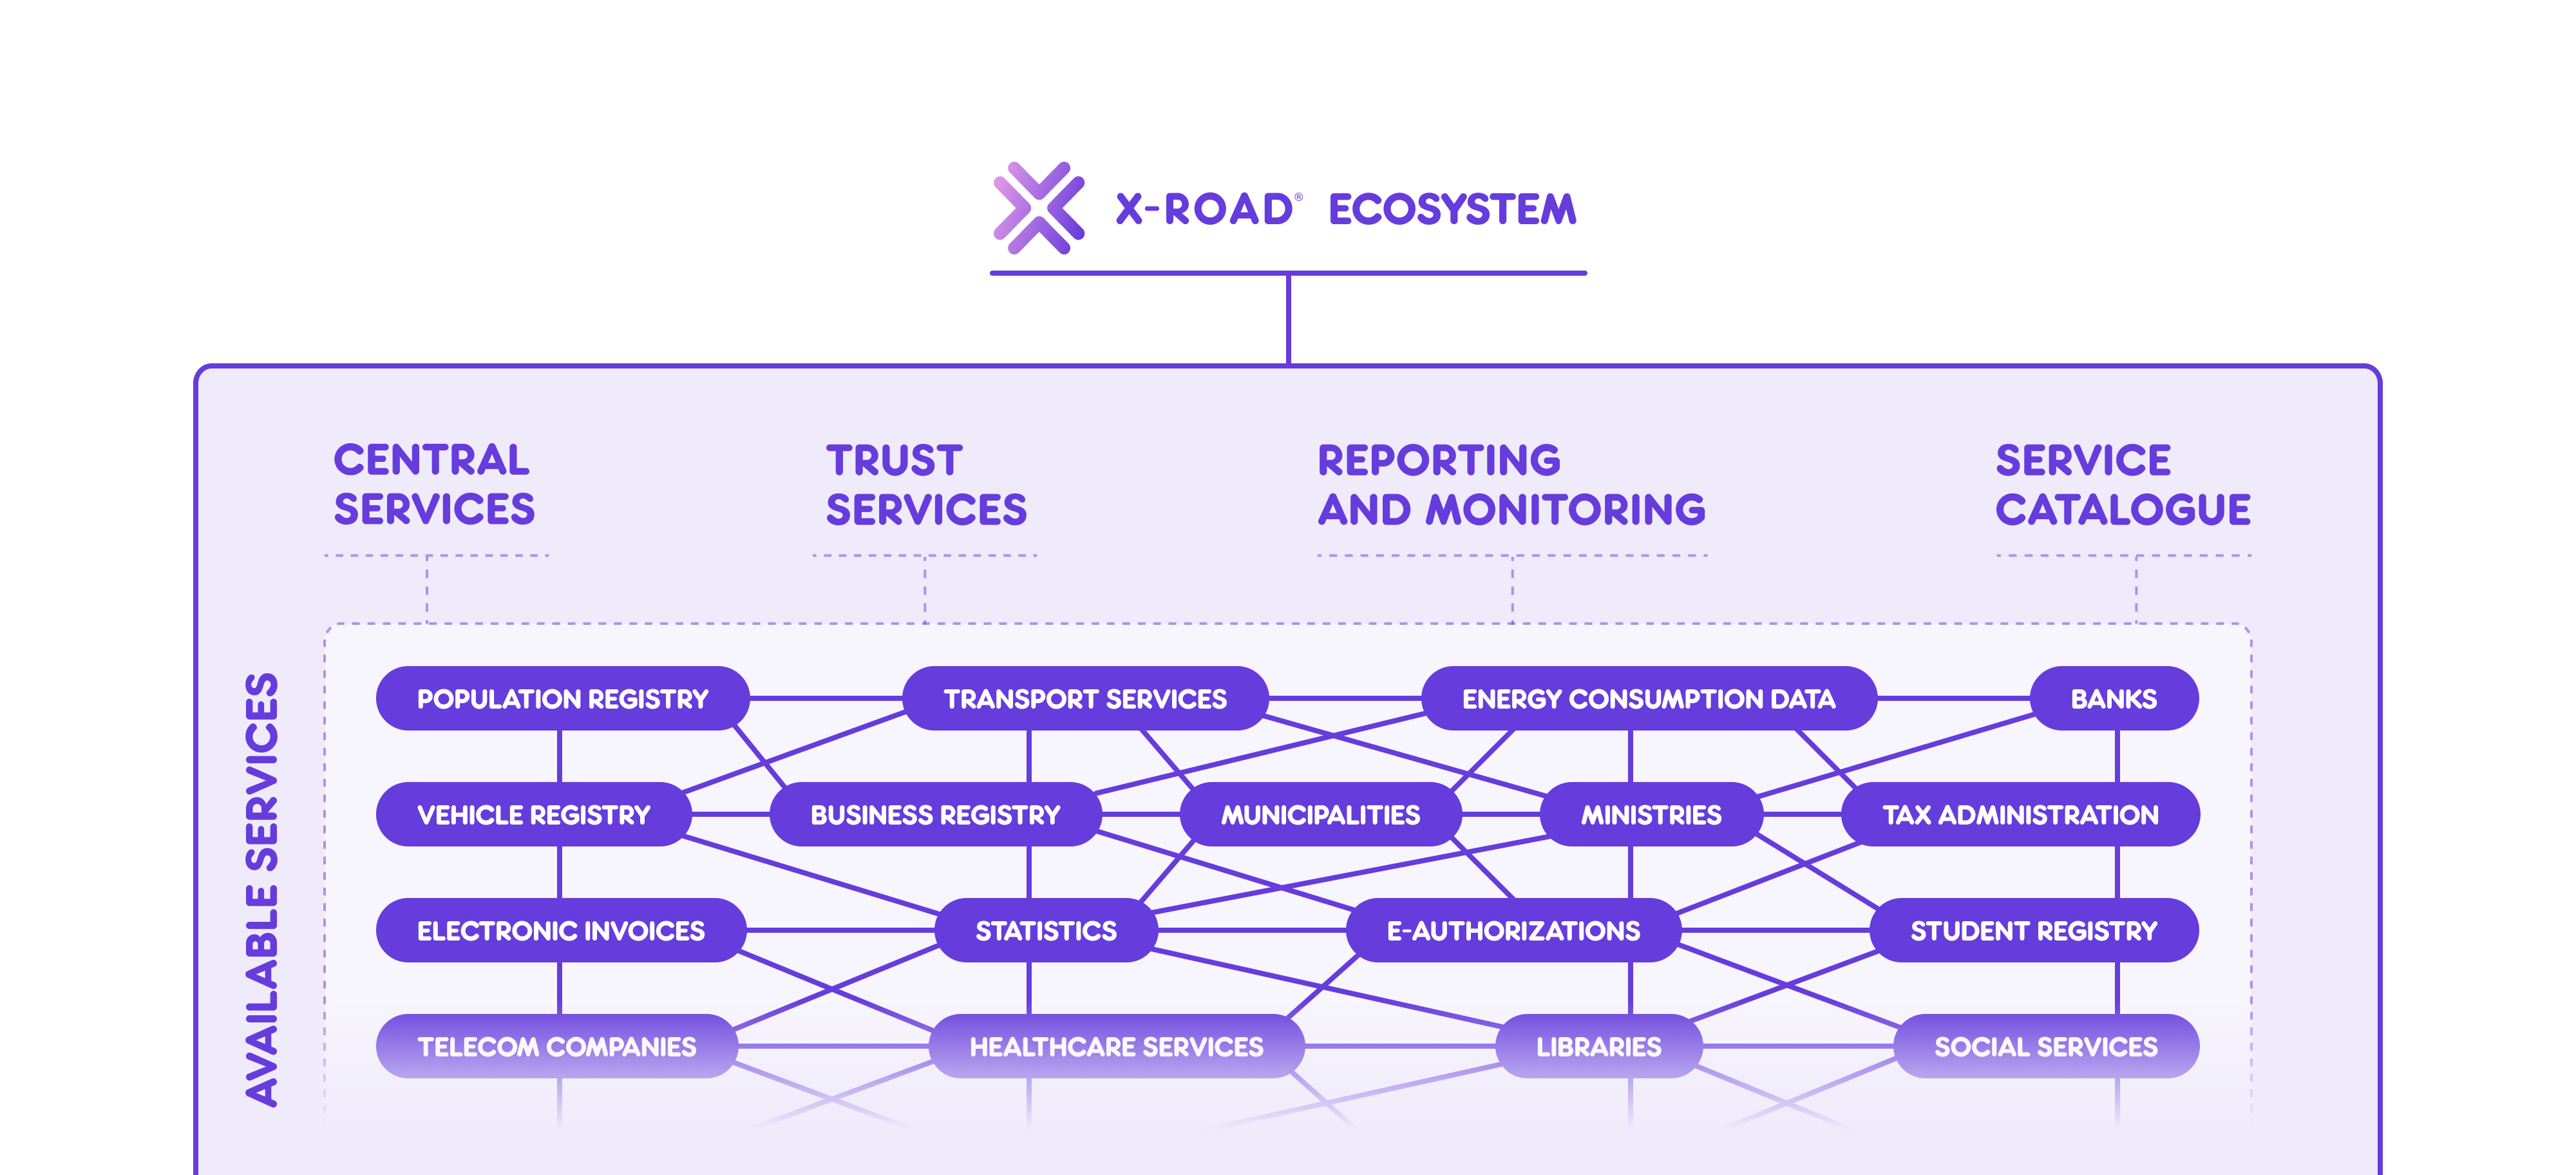 X-ROAD® ECOSYSTEM
CENTRAL
SERVICES
TRUST
SERVICES
REPORTING
AND MONITORING
SERVICE
CATALOGUE
AVAILABLE SERVICES
POPULATION REGISTRY
TRANSPORT SERVICES
ENERGY CONSUMPTION DATA
BANKS
VEHICLE REGISTRY
BUSINESS REGISTRY
MUNICIPALITIES
MINISTRIES
TAX ADMINISTRATION
ELECTRONIC INVOICES
STATISTICS
E-AUTHORIZATIONS
STUDENT REGISTRY
TELECOM COMPANIES
HEALTHCARE SERVICES
LIBRARIES
SOCIAL SERVICES